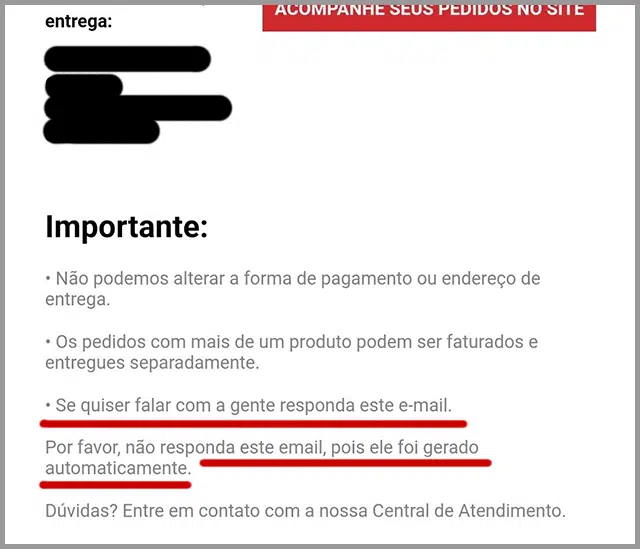 entrega:
ACOMPANHE SEUS PEDIDOS NO SITE
Importante:
• Não podemos alterar a forma de pagamento ou endereço de
entrega.
• Os pedidos com mais de um produto podem ser faturados e
entregues separadamente.
• Se quiser falar com a gente responda este e-mail.
Por favor, não responda este email, pois ele foi gerado
automaticamente.
Dúvidas? Entre em contato com a nossa Central de Atendimento.